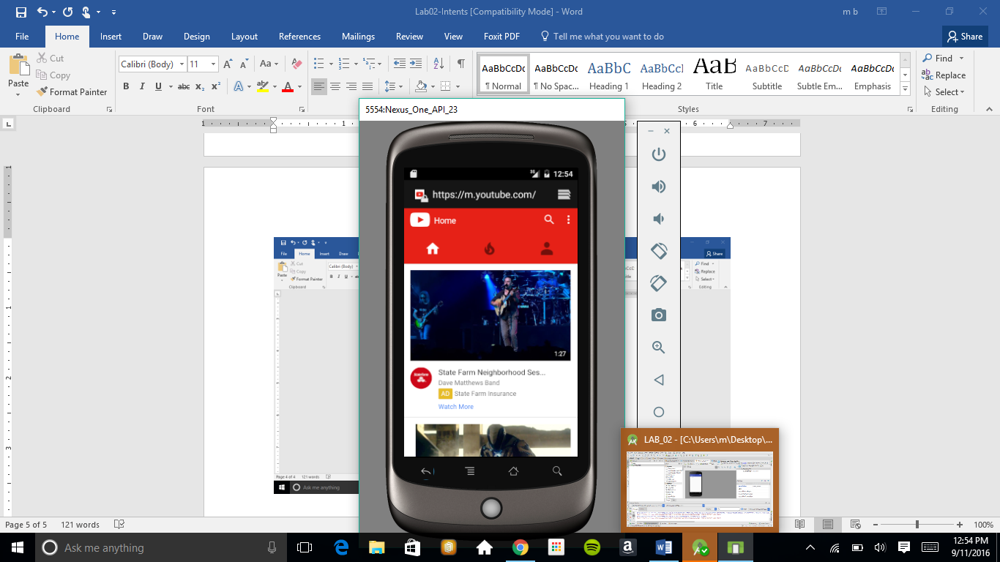 Lab02-Intents [Compatibility Mode] - Word
m b
File Home Insert Draw Design Layout References Mailings Review View Foxit PDF Tell me what you want to do Share
Paste
Cut
Copy
Format Painter
Clipboard
Calibri (Body) 11
Aa
B I U abc x₂ x² A ab A
Font
AaBbCcDc AaBbCcDc AaBbC AaBbCcI AaB AaBbCcD AaBbCcDc AaBbCcDc
¶ Normal ¶ No Spac... Heading 1 Heading 2 Title Subtitle Subtle Em... Emphasis
Styles
Find
Replace
Select
Editing
5554:Nexus_One_API_23
12:54
https://m.youtube.com/
Home
1:27
State Farm Neighborhood Ses...
Dave Matthews Band
AD State Farm Insurance
Watch More
File Home Insert Draw
Share
Paste
Cut
Copy
Format Painter
Clipboard
Calibri (Body)
Find
Replace
Select
Editing
Page 4 of 4 121 words
Ask me anything
LAB_02 - [C:\Users\m\Desktop\...
Page 5 of 5 121 words
100%
Ask me anything
12:54 PM
9/11/2016